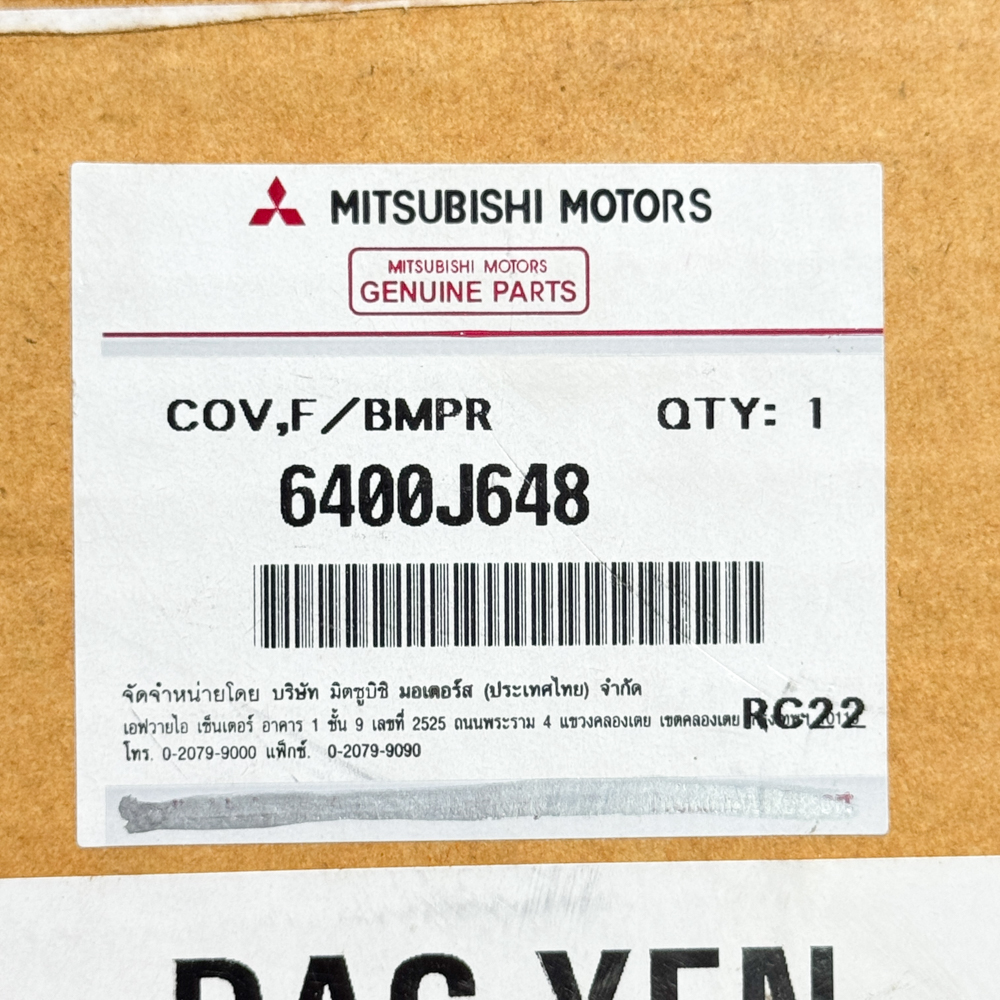 MITSUBISHI MOTORS
MITSUBISHI MOTORS
GENUINE PARTS
COV,F/BMPR QTY: 1
6400J648
จัดจำหน่ายโดย บริษัท มิตซูบิชิ มอเตอร์ส (ประเทศไทย) จำกัด
เอฟวายไอ เซ็นเตอร์ อาคาร 1 ชั้น 9 เลขที่ 2525 ถนนพระราม 4 แขวงคลองเตย เขตคลองเตย
RC22
โทร. 0-2079-9000 แฟ็กซ์. 0-2079-9090